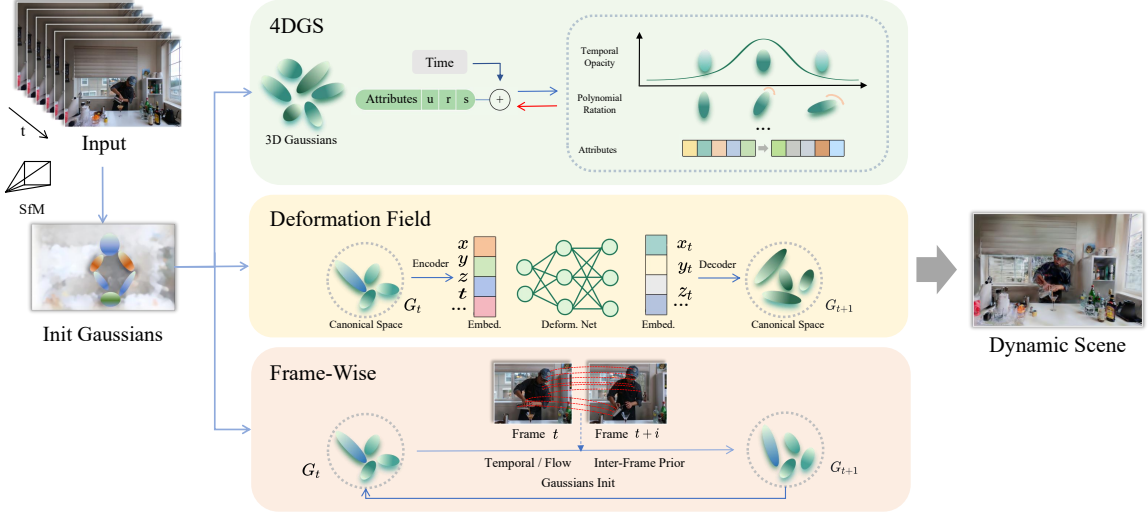 Input
t
SfM
Init Gaussians
4DGS
3D Gaussians
Time
Attributes u r s
+
Temporal
Opacity
Polynomial
Ratation
...
Attributes
Deformation Field
Canonical Space
G_t
Encoder
x
y
z
t
...
Embed.
Deform. Net
x_t
y_t
z_t
...
Embed.
Decoder
Canonical Space
G_{t+1}
Frame-Wise
Frame t
Frame t + i
G_t
Temporal / Flow
Inter-Frame Prior
Gaussians Init
G_{t+1}
Dynamic Scene